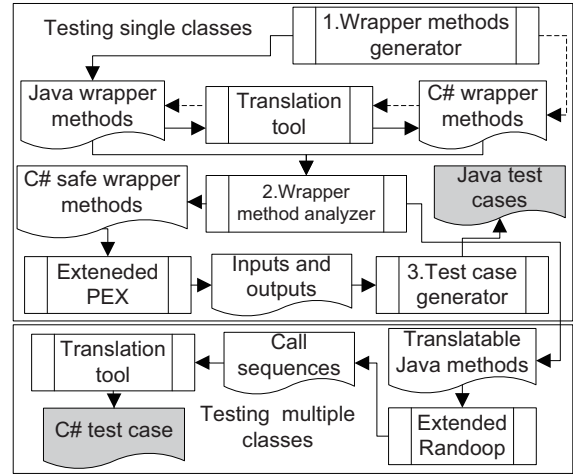 Testing single classes
1.Wrapper methods
generator
Java wrapper
methods
Translation
tool
C# wrapper
methods
C# safe wrapper
methods
2.Wrapper
method analyzer
Java test
cases
Exteneded
PEX
Inputs and
outputs
3.Test case
generator
Translation
tool
Call
sequences
Translatable
Java methods
C# test case
Testing multiple
classes
Extended
Randoop